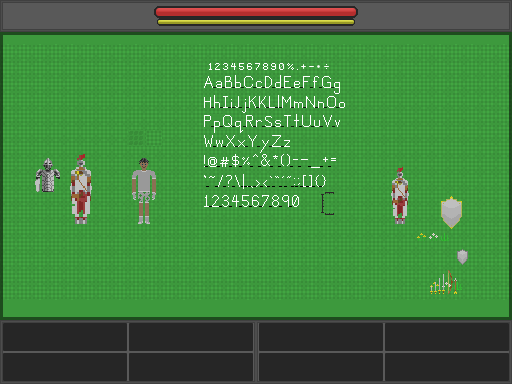 1234567890%.+-•÷
AaBbCcDdEeFfGg
HhIiJjKKLlMmNnOo
PpQqRrSsTtUuVv
WwXxYyZz
!@#$%^&*()--_+=
1234567890